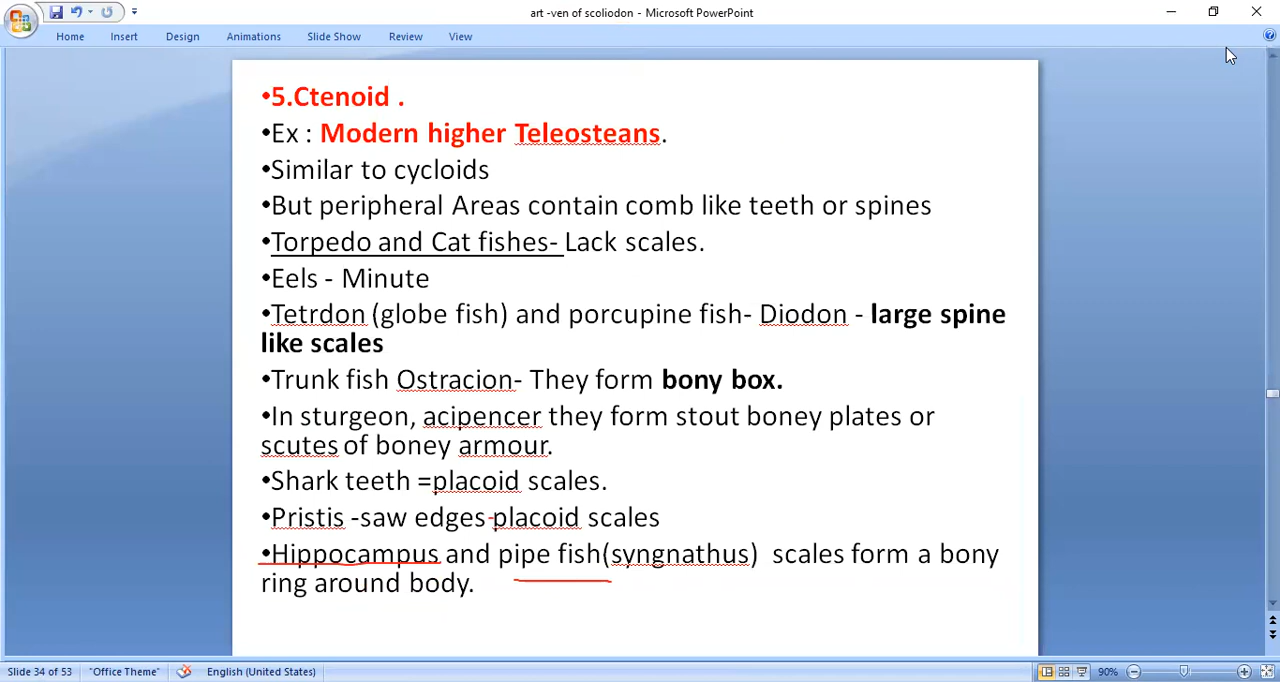 art -ven of scoliodon - Microsoft PowerPoint
Home Insert Design Animations Slide Show Review View
•5.Ctenoid .
•Ex : Modern higher Teleosteans.
•Similar to cycloids
•But peripheral Areas contain comb like teeth or spines
•Torpedo and Cat fishes- Lack scales.
•Eels - Minute
•Tetrdon (globe fish) and porcupine fish- Diodon - large spine
like scales
•Trunk fish Ostracion- They form bony box.
•In sturgeon, acipencer they form stout boney plates or
scutes of boney armour.
•Shark teeth =placoid scales.
•Pristis -saw edges-placoid scales
•Hippocampus and pipe fish(syngnathus)  scales form a bony
ring around body.
Slide 34 of 53 "Office Theme" English (United States) 90%